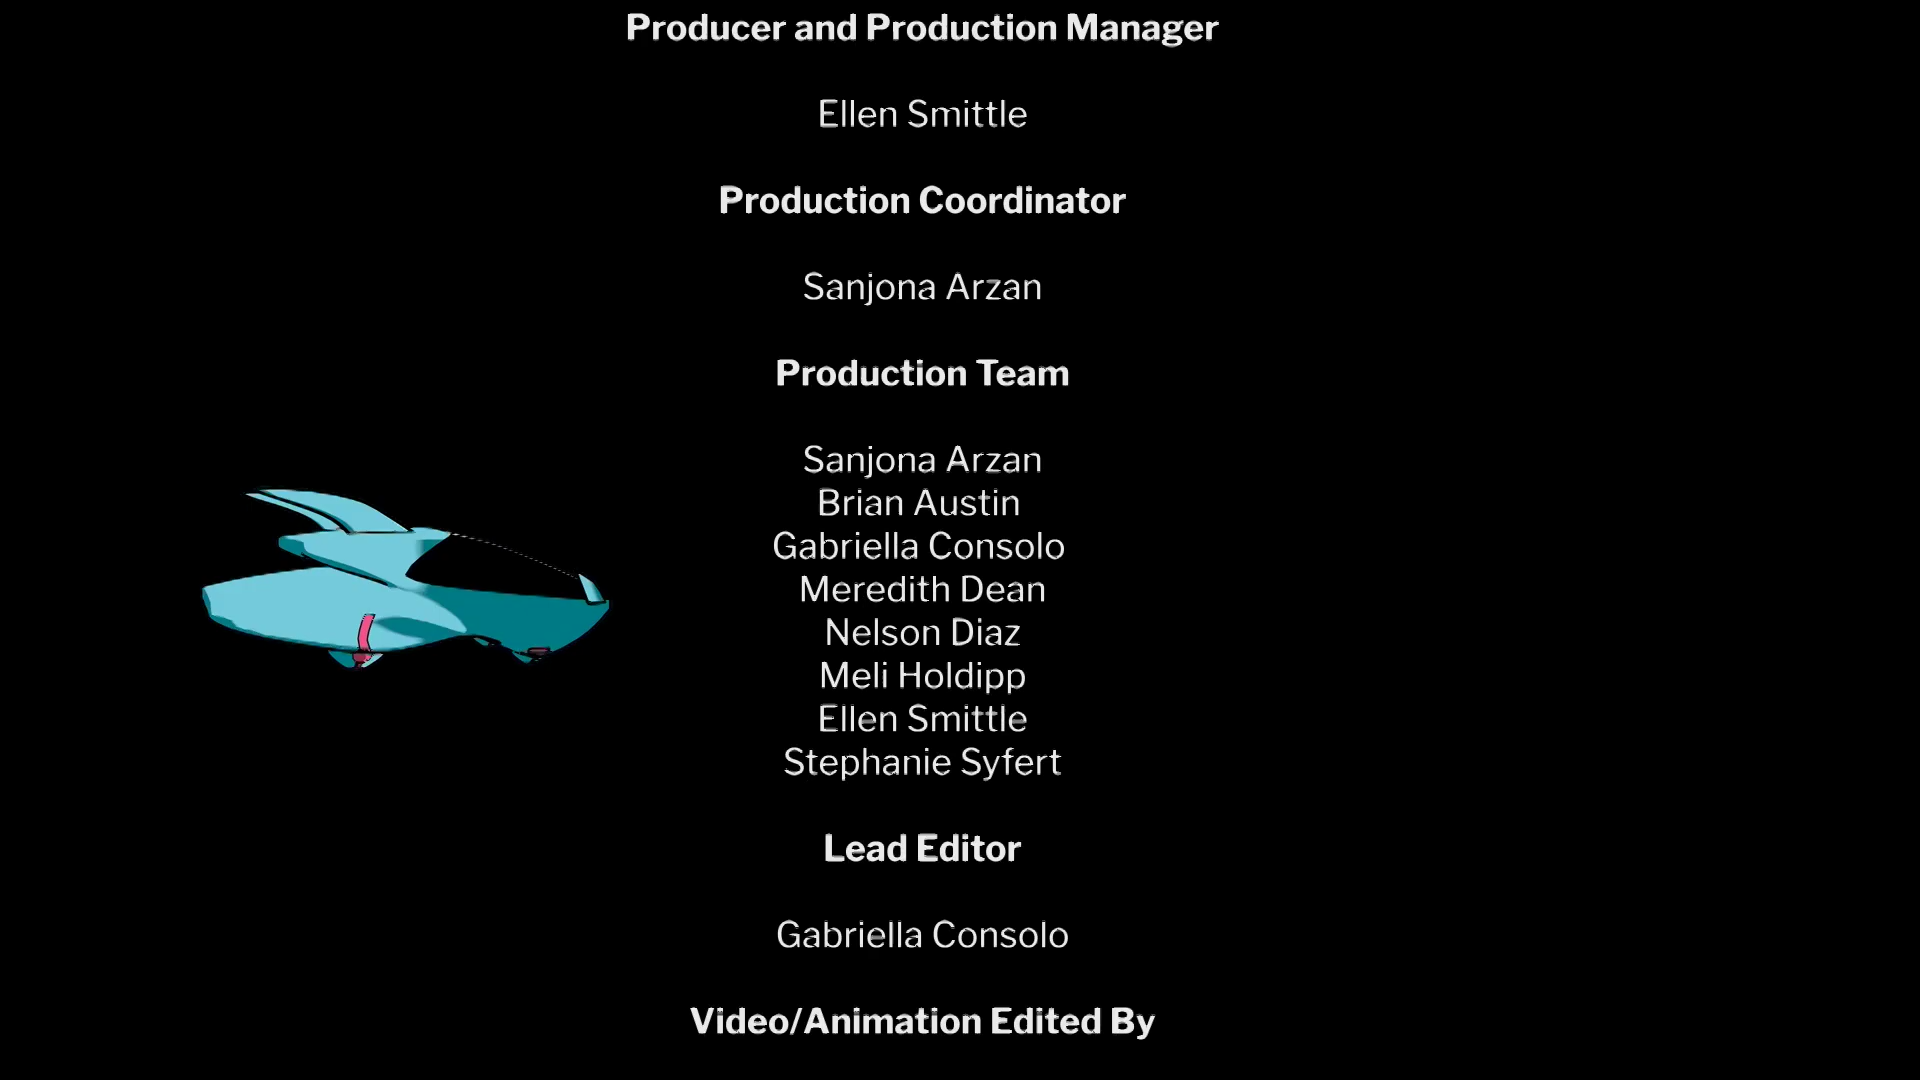 Producer and Production Manager
Ellen Smittle
Production Coordinator
Sanjona Arzan
Production Team
Sanjona Arzan
Brian Austin
Gabriella Consolo
Meredith Dean
Nelson Diaz
Meli Holdipp
Ellen Smittle
Stephanie Syfert
Lead Editor
Gabriella Consolo
Video/Animation Edited By